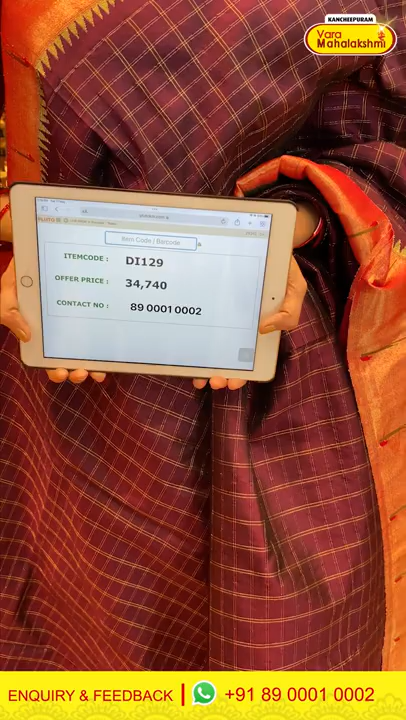 KANCHEEPURAM
Vara
Mahalakshmi
Item Code / Barcode
ITEMCODE : DI129
OFFER PRICE : 34,740
CONTACT NO : 89 0001 0002
ENQUIRY & FEEDBACK | +91 89 0001 0002